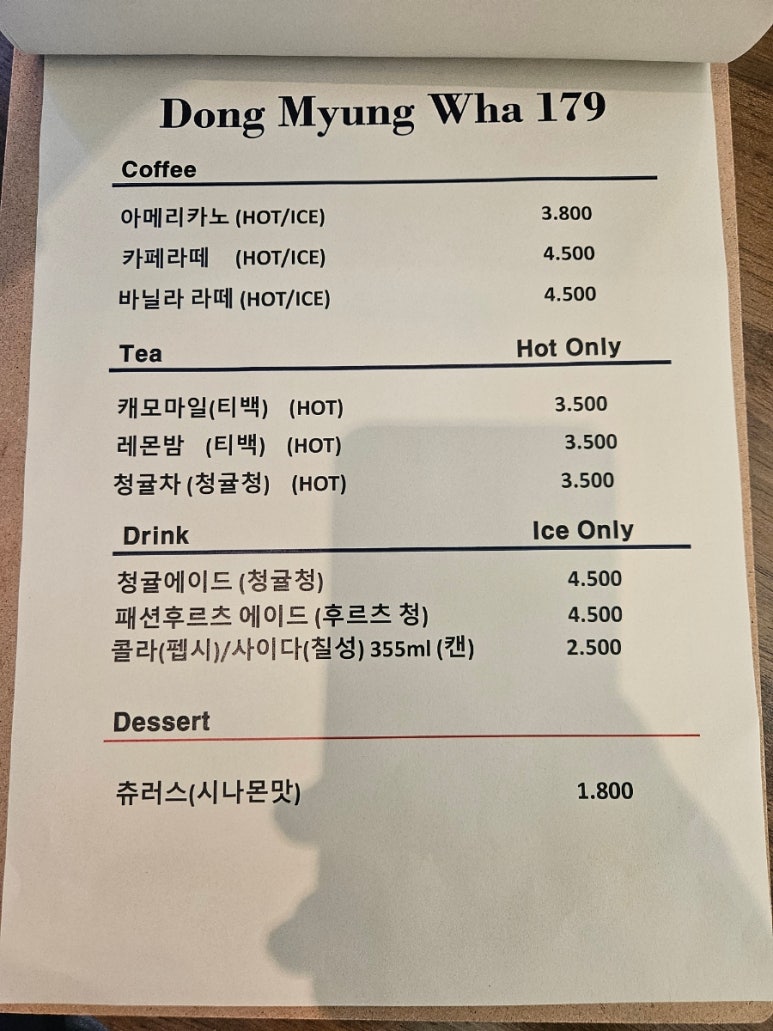 Dong Myung Wha 179
Coffee
아메리카노 (HOT/ICE) 3.800
카페라떼 (HOT/ICE) 4.500
바닐라 라떼 (HOT/ICE) 4.500
Tea Hot Only
캐모마일(티백) (HOT) 3.500
레몬밤 (티백) (HOT) 3.500
청귤차 (청귤청) (HOT) 3.500
Drink Ice Only
청귤에이드 (청귤청) 4.500
패션후르츠 에이드 (후르츠 청) 4.500
콜라(펩시)/사이다(칠성) 355ml (캔) 2.500
Dessert
츄러스(시나몬맛) 1.800